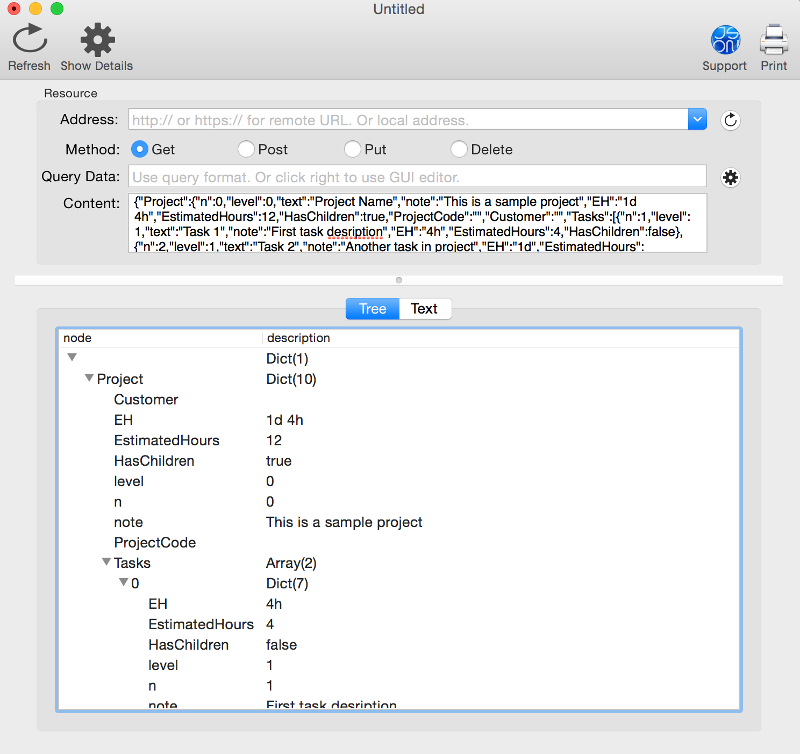 Untitled
Refresh Show Details Support Print
Resource
Address: http:// or https:// for remote URL. Or local address.
Method: Get Post Put Delete
Query Data: Use query format. Or click right to use GUI editor.
Content: {"Project":{"n":0,"level":0,"text":"Project Name","note":"This is a sample project","EH":"1d
4h","EstimatedHours":12,"HasChildren":true,"ProjectCode":"","Customer":"","Tasks":[{"n":1,"level":
1,"text":"Task 1","note":"First task desription","EH":"4h","EstimatedHours":4,"HasChildren":false},
{"n":2,"level":1,"text":"Task 2","note":"Another task in project","EH":"1d","EstimatedHours":
Tree Text
node description
Dict(1)
Project Dict(10)
Customer
EH 1d 4h
EstimatedHours 12
HasChildren true
level 0
n 0
note This is a sample project
ProjectCode
Tasks Array(2)
0 Dict(7)
EH 4h
EstimatedHours 4
HasChildren false
level 1
n 1
note First task desription